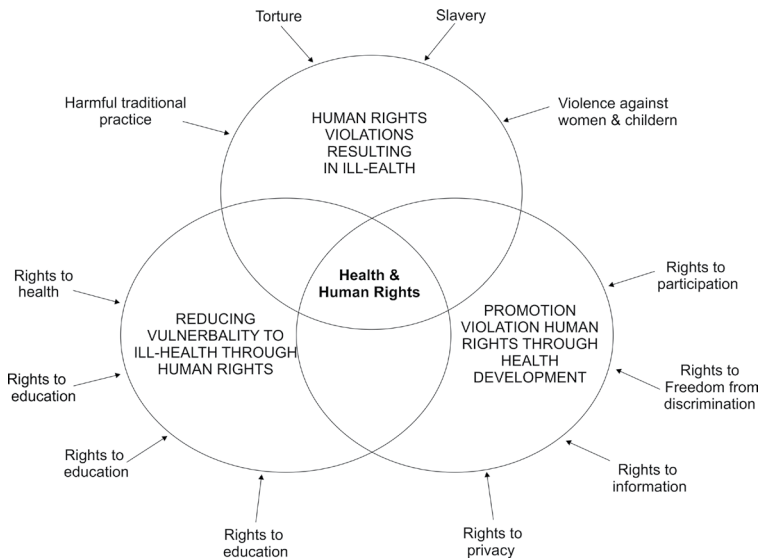 Torture
Slavery
Harmful traditional
practice
Violence against
women & childern
HUMAN RIGHTS
VIOLATIONS
RESULTING
IN ILL-EALTH
Health &
Human Rights
Rights to
health
Rights to
participation
REDUCING
VULNERBALITY TO
ILL-HEALTH THROUGH
HUMAN RIGHTS
PROMOTION
VIOLATION HUMAN
RIGHTS THROUGH
HEALTH
DEVELOPMENT
Rights to
education
Rights to
Freedom from
discrimination
Rights to
education
Rights to
information
Rights to
education
Rights to
privacy